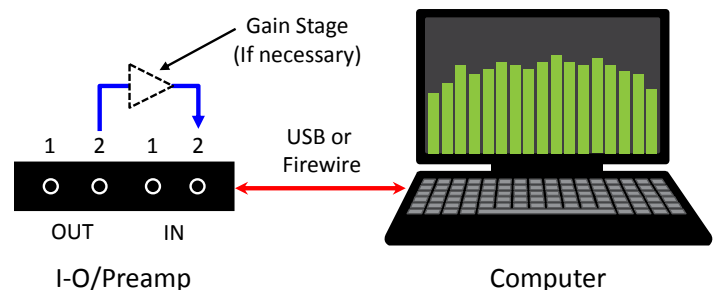 Gain Stage
(If necessary)
1 2 1 2
USB or
Firewire
OUT IN
I-O/Preamp
Computer